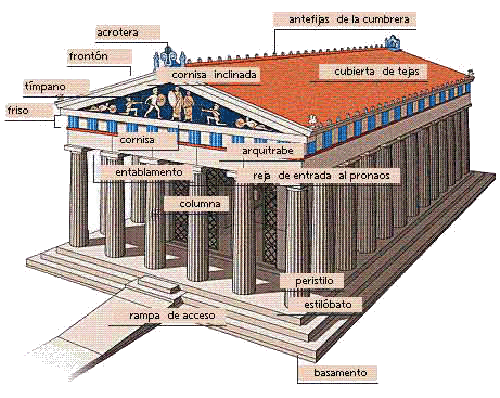 antefijas de la cumbrera
acrotera
frontón
cornisa inclinada
cubierta de tejas
tímpano
friso
cornisa
arquitrabe
entablamento
reja de entrada al pronaos
columna
peristilo
estilóbato
rampa de acceso
basamento